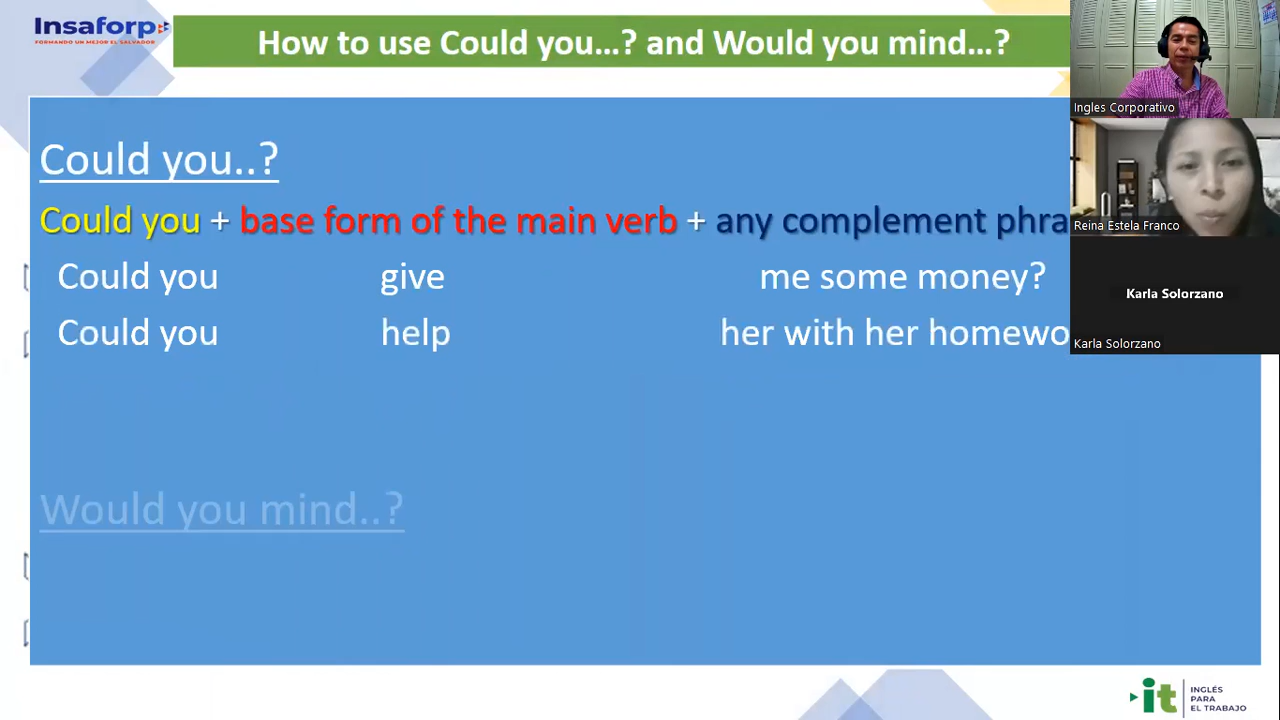 Insaforp
FORMANDO UN MEJOR EL SALVADOR
How to use Could you...? and Would you mind...?
Ingles Corporativo
Reina Estela Franco
Karla Solorzano
Karla Solorzano
Could you..?
Could you + base form of the main verb + any complement phra
Could you give me some money?
Could you help her with her homewo
Would you mind..?
it
INGLÉS
PARA
EL TRABAJO